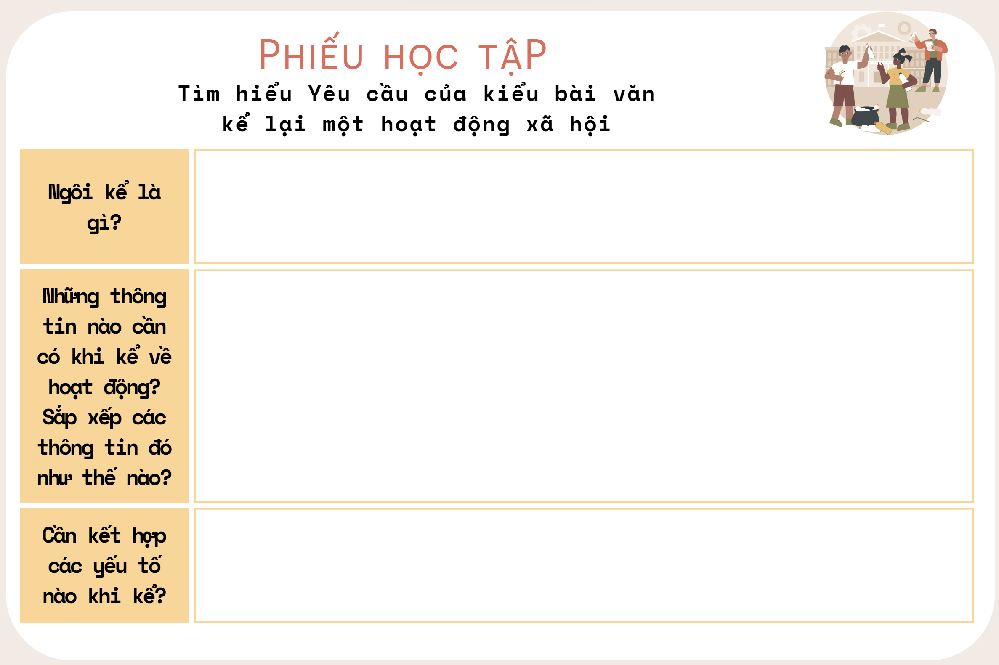 PHIẾU HỌC TẬP
Tìm hiểu Yêu cầu của kiểu bài văn
kể lại một hoạt động xã hội
Ngôi kể là
gì?
Những thông
tin nào cần
có khi kể về
hoạt động?
Sắp xếp các
thông tin đó
như thế nào?
Cần kết hợp
các yếu tố
nào khi kể?